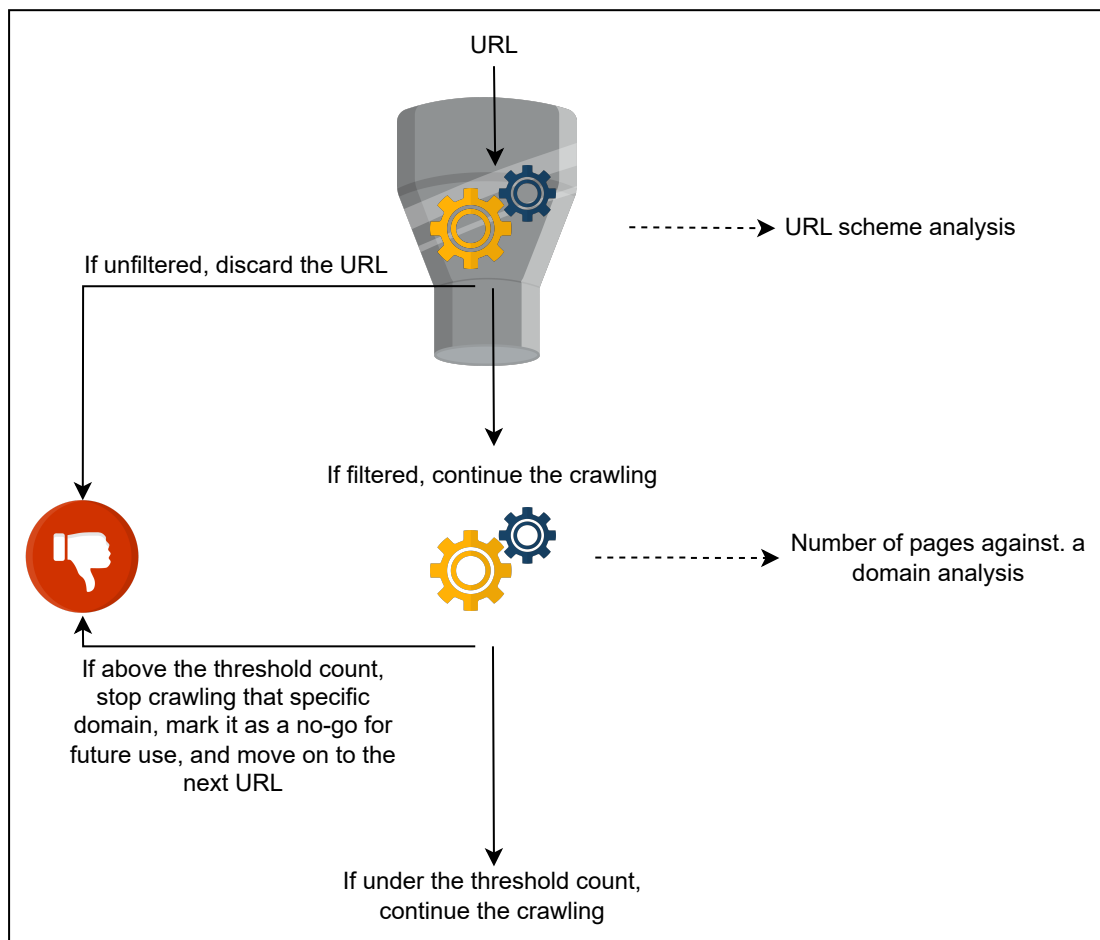 URL
URL scheme analysis
If unfiltered, discard the URL
If filtered, continue the crawling
Number of pages against. a
domain analysis
If above the threshold count,
stop crawling that specific
domain, mark it as a no-go for
future use, and move on to the
next URL
If under the threshold count,
continue the crawling